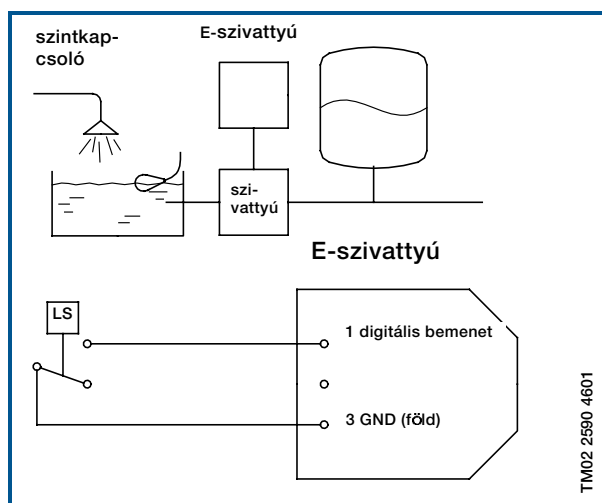 szintkap-
csoló
E-szivattyú
szi-
vattyú
E-szivattyú
LS
1 digitális bemenet
3 GND (föld)
TM02 2590 4601